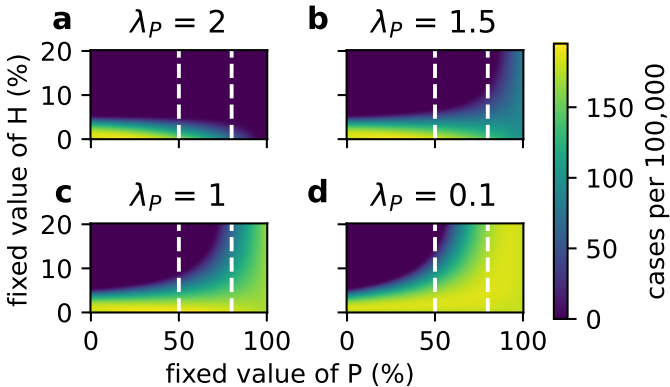 a λP = 2
b λP = 1.5
20
10
0
fixed value of H (%)
c λP = 1
d λP = 0.1
20
10
0
0 50 100
0 50 100
fixed value of P (%)
150
100
50
0
cases per 100,000